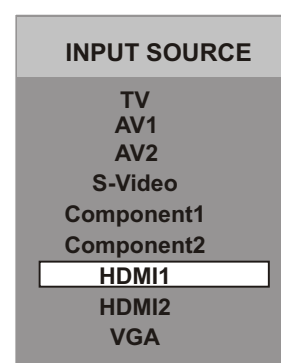 INPUT SOURCE
TV
AV1
AV2
S-Video
Component1
Component2
HDMI1
HDMI2
VGA